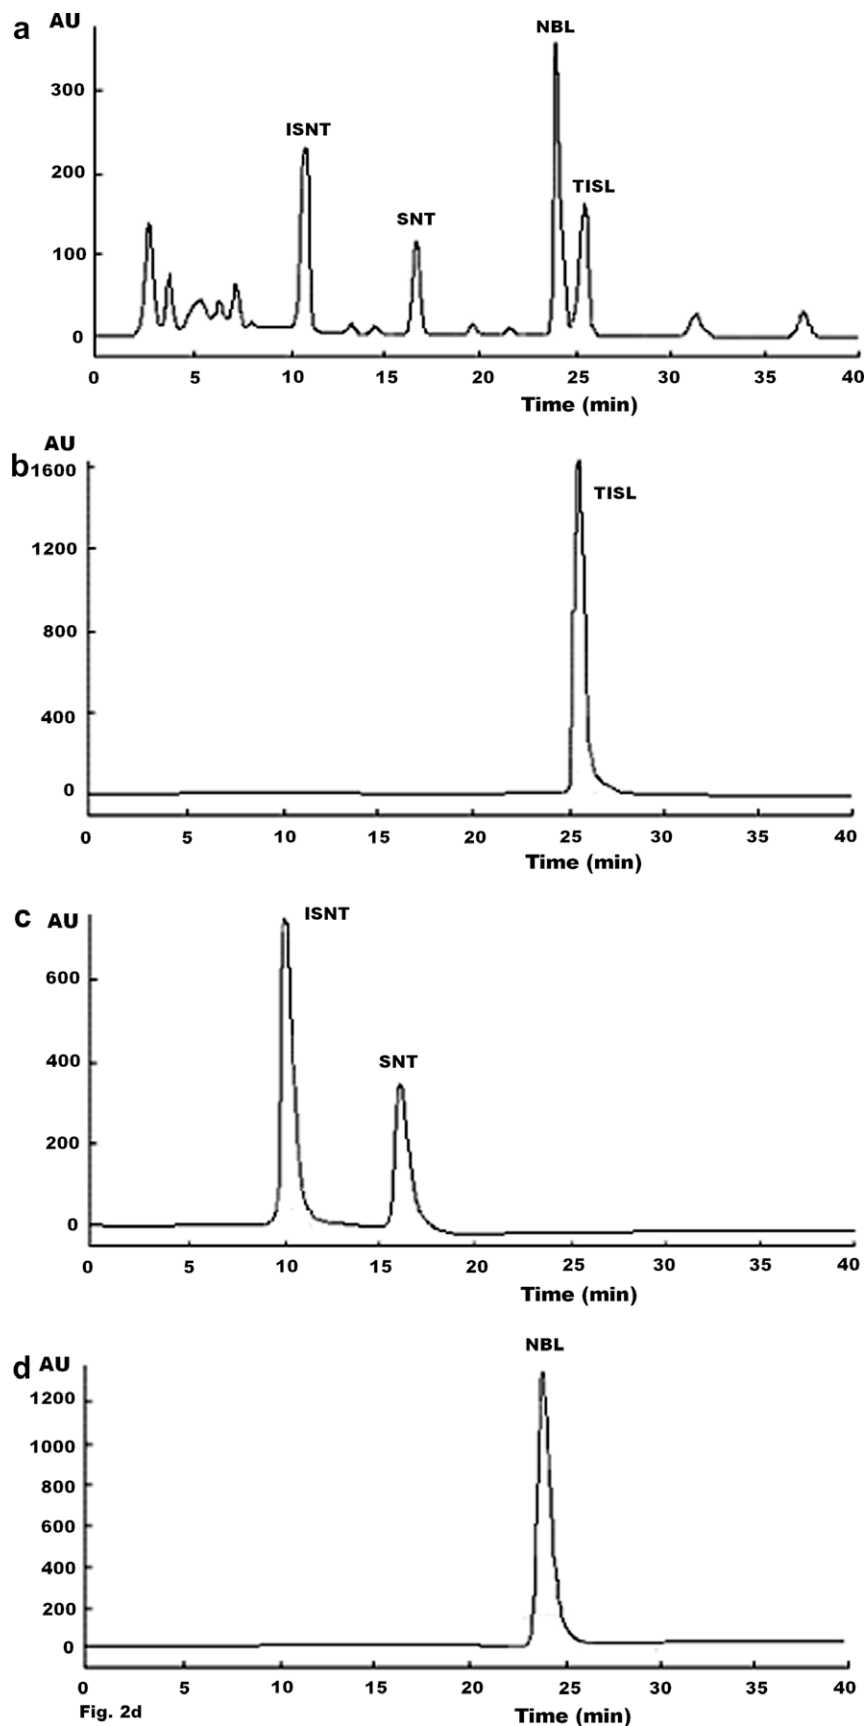 a AU
NBL
300
ISNT
200
TISL
SNT
100
0
0 5 10 15 20 25 30 35 40
Time (min)
AU
b 1600
TISL
1200
800
400
0
0 5 10 15 20 25 30 35 40
Time (min)
c AU ISNT
600
400 SNT
200
0
0 5 10 15 20 25 30 35 40
Time (min)
NBL
d AU
1200
1000
800
600
400
200
0
0 5 10 15 20 25 30 35 40
Fig. 2d Time (min)